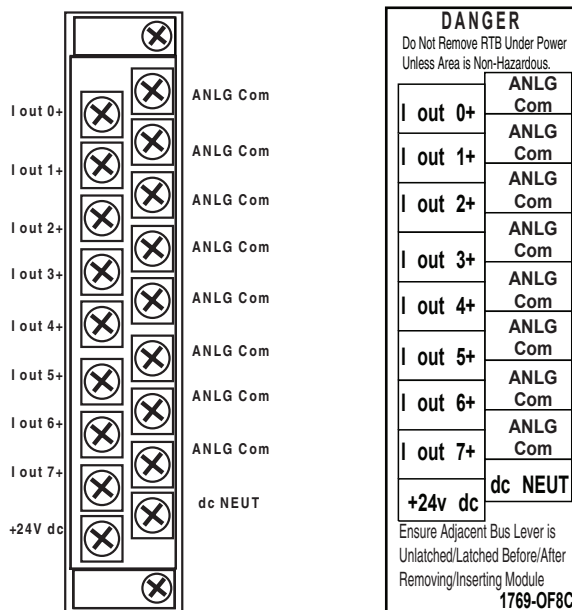 I out 0+
I out 1+
I out 2+
I out 3+
I out 4+
I out 5+
I out 6+
I out 7+
+24V dc
ANLG Com
ANLG Com
ANLG Com
ANLG Com
ANLG Com
ANLG Com
ANLG Com
ANLG Com
dc NEUT
DANGER
Do Not Remove RTB Under Power
Unless Area is Non-Hazardous.
I out 0+
I out 1+
I out 2+
I out 3+
I out 4+
I out 5+
I out 6+
I out 7+
+24v dc
ANLG
Com
ANLG
Com
ANLG
Com
ANLG
Com
ANLG
Com
ANLG
Com
ANLG
Com
ANLG
Com
dc NEUT
Ensure Adjacent Bus Lever is
Unlatched/Latched Before/After
Removing/Inserting Module
1769-OF8C